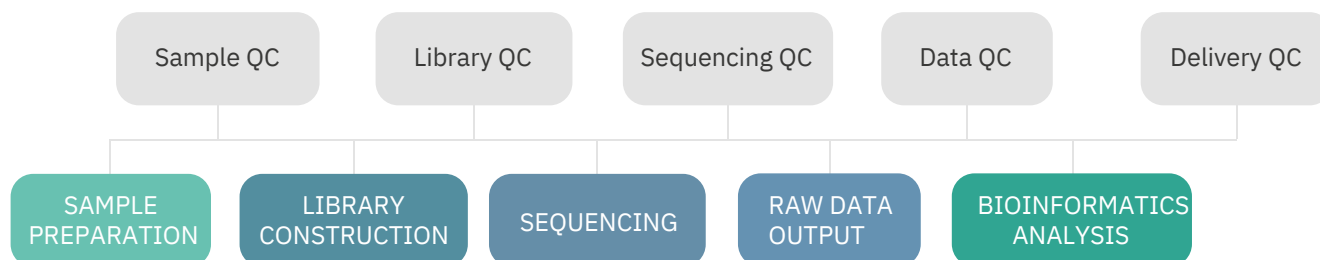 Sample QC
Library QC
Sequencing QC
Data QC
Delivery QC
SAMPLE
PREPARATION
LIBRARY
CONSTRUCTION
SEQUENCING
RAW DATA
OUTPUT
BIOINFORMATICS
ANALYSIS